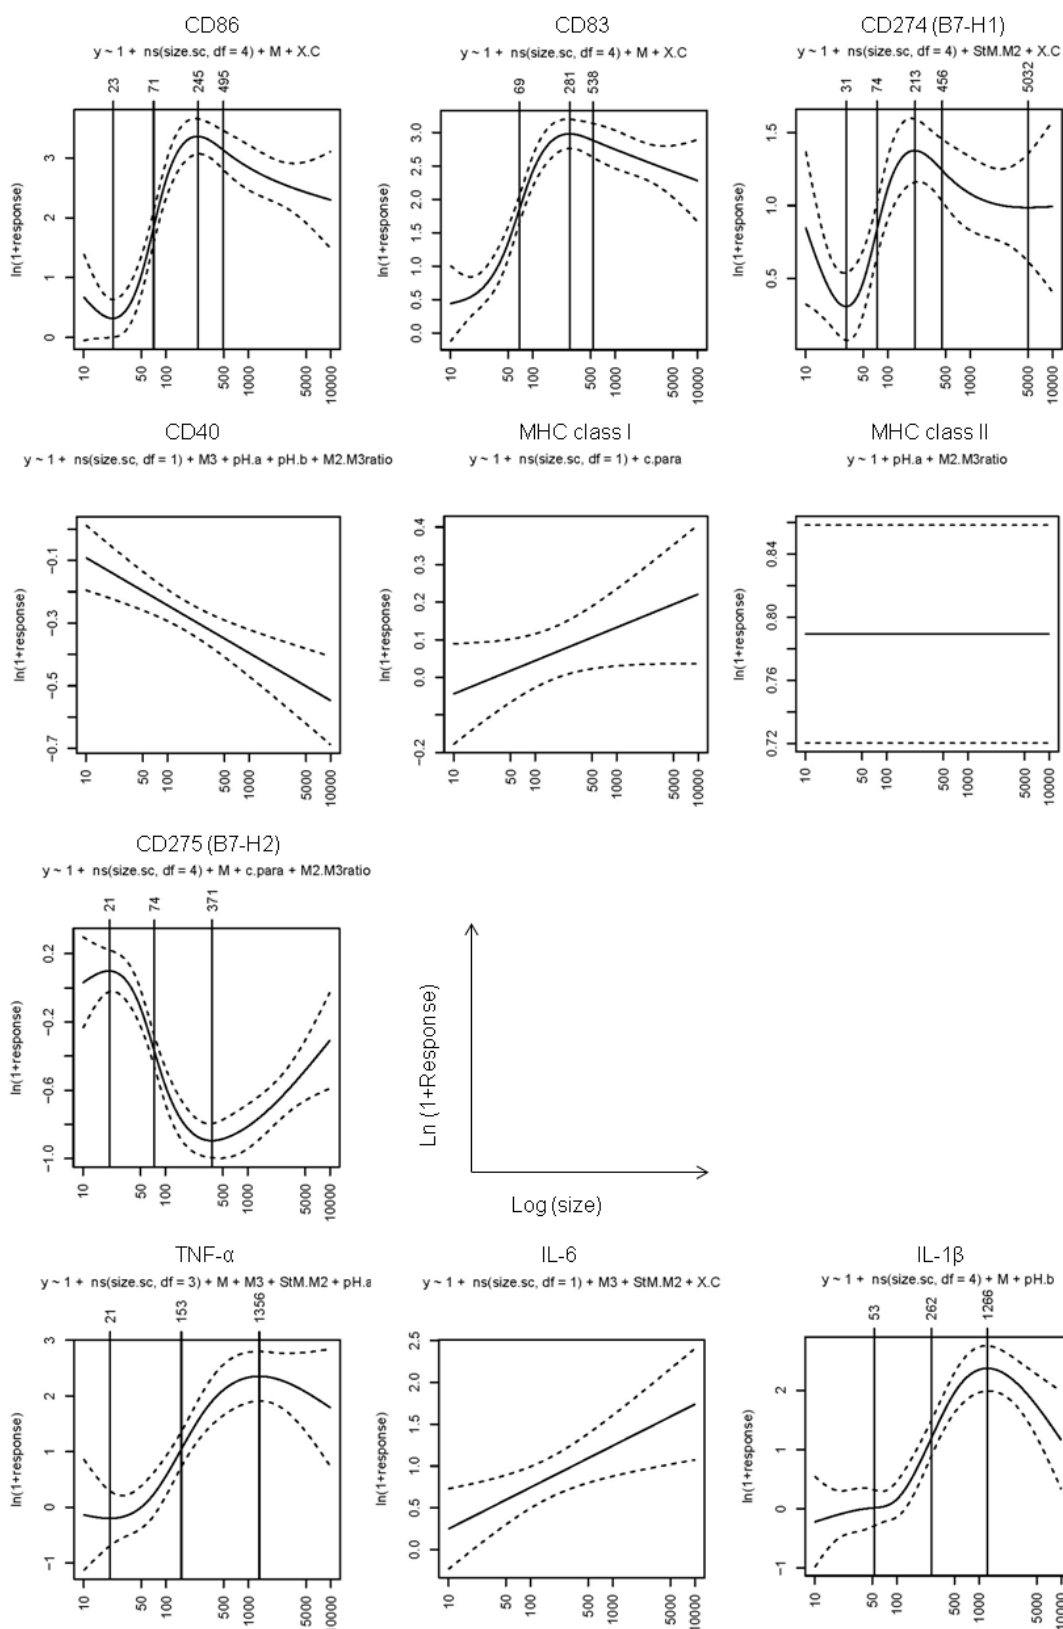 CD86
y ~ 1 + ns(size.sc, df = 4) + M + X.C
23 71 245 495
ln(1+response)
3
2
1
0
10 50 100 500 5000 10000
CD83
y ~ 1 + ns(size.sc, df = 4) + M + X.C
69 281 538
ln(1+response)
3.0
2.5
2.0
1.5
1.0
0.5
0.0
10 50 100 500 5000 10000
CD274 (B7-H1)
y ~ 1 + ns(size.sc, df = 4) + StM.M2 + X.C
31 74 213 456 5032
ln(1+response)
1.5
1.0
0.5
10 50 100 500 1000 5000 10000
CD40
y ~ 1 + ns(size.sc, df = 1) + M3 + pH.a + pH.b + M2.M3ratio
ln(1+response)
-0.1
-0.3
-0.5
-0.7
10 50 100 500 1000 5000 10000
MHC class I
y ~ 1 + ns(size.sc, df = 1) + c.para
ln(1+response)
0.4
0.3
0.2
0.1
0.0
-0.2
10 50 100 500 1000 5000 10000
MHC class II
y ~ 1 + pH.a + M2.M3ratio
ln(1+response)
0.84
0.80
0.76
0.72
10 50 100 500 1000 5000 10000
CD275 (B7-H2)
y ~ 1 + ns(size.sc, df = 4) + M + c.para + M2.M3ratio
21 74 371
ln(1+response)
0.2
-0.2
-0.6
-1.0
10 50 100 500 1000 5000 10000
Ln (1+Response)
Log (size)
TNF-α
y ~ 1 + ns(size.sc, df = 3) + M + M3 + StM.M2 + pH.a
21 153 1356
ln(1+response)
3
2
1
0
-1
10 50 100 500 1000 5000 10000
IL-6
y ~ 1 + ns(size.sc, df = 1) + M3 + StM.M2 + X.C
ln(1+response)
2.5
2.0
1.5
1.0
0.5
0.0
10 50 100 500 1000 5000 10000
IL-1β
y ~ 1 + ns(size.sc, df = 4) + M + pH.b
53 262 1266
ln(1+response)
2
1
0
-1
10 50 100 500 1000 5000